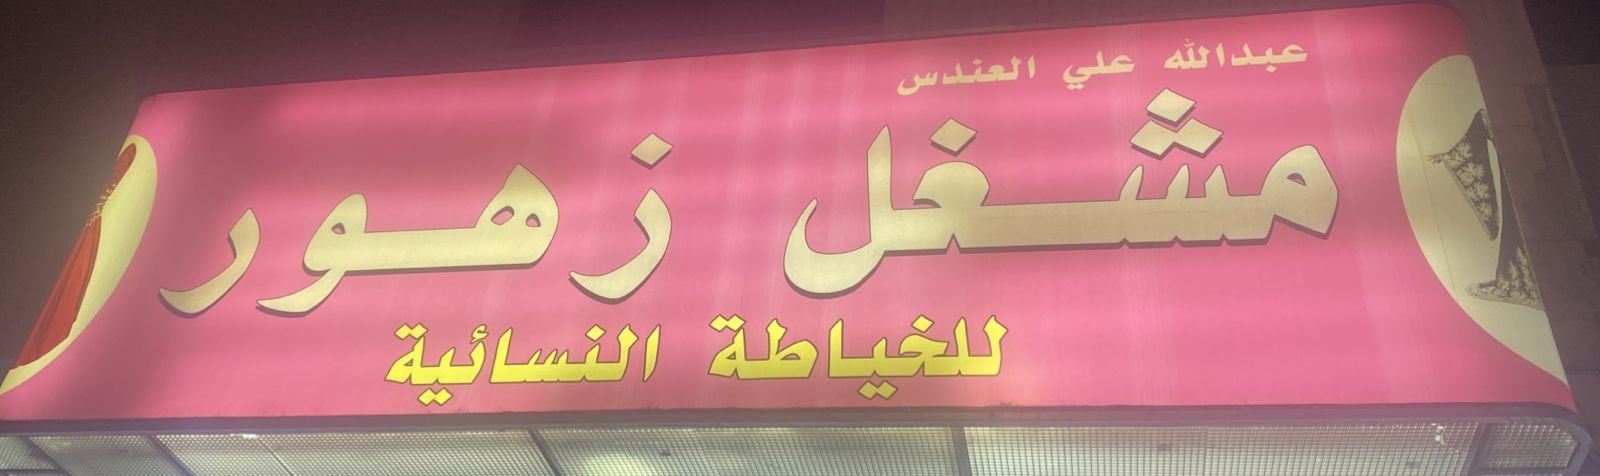 عبدالله علي العندس
مشغل زهور
للخياطة النسائية